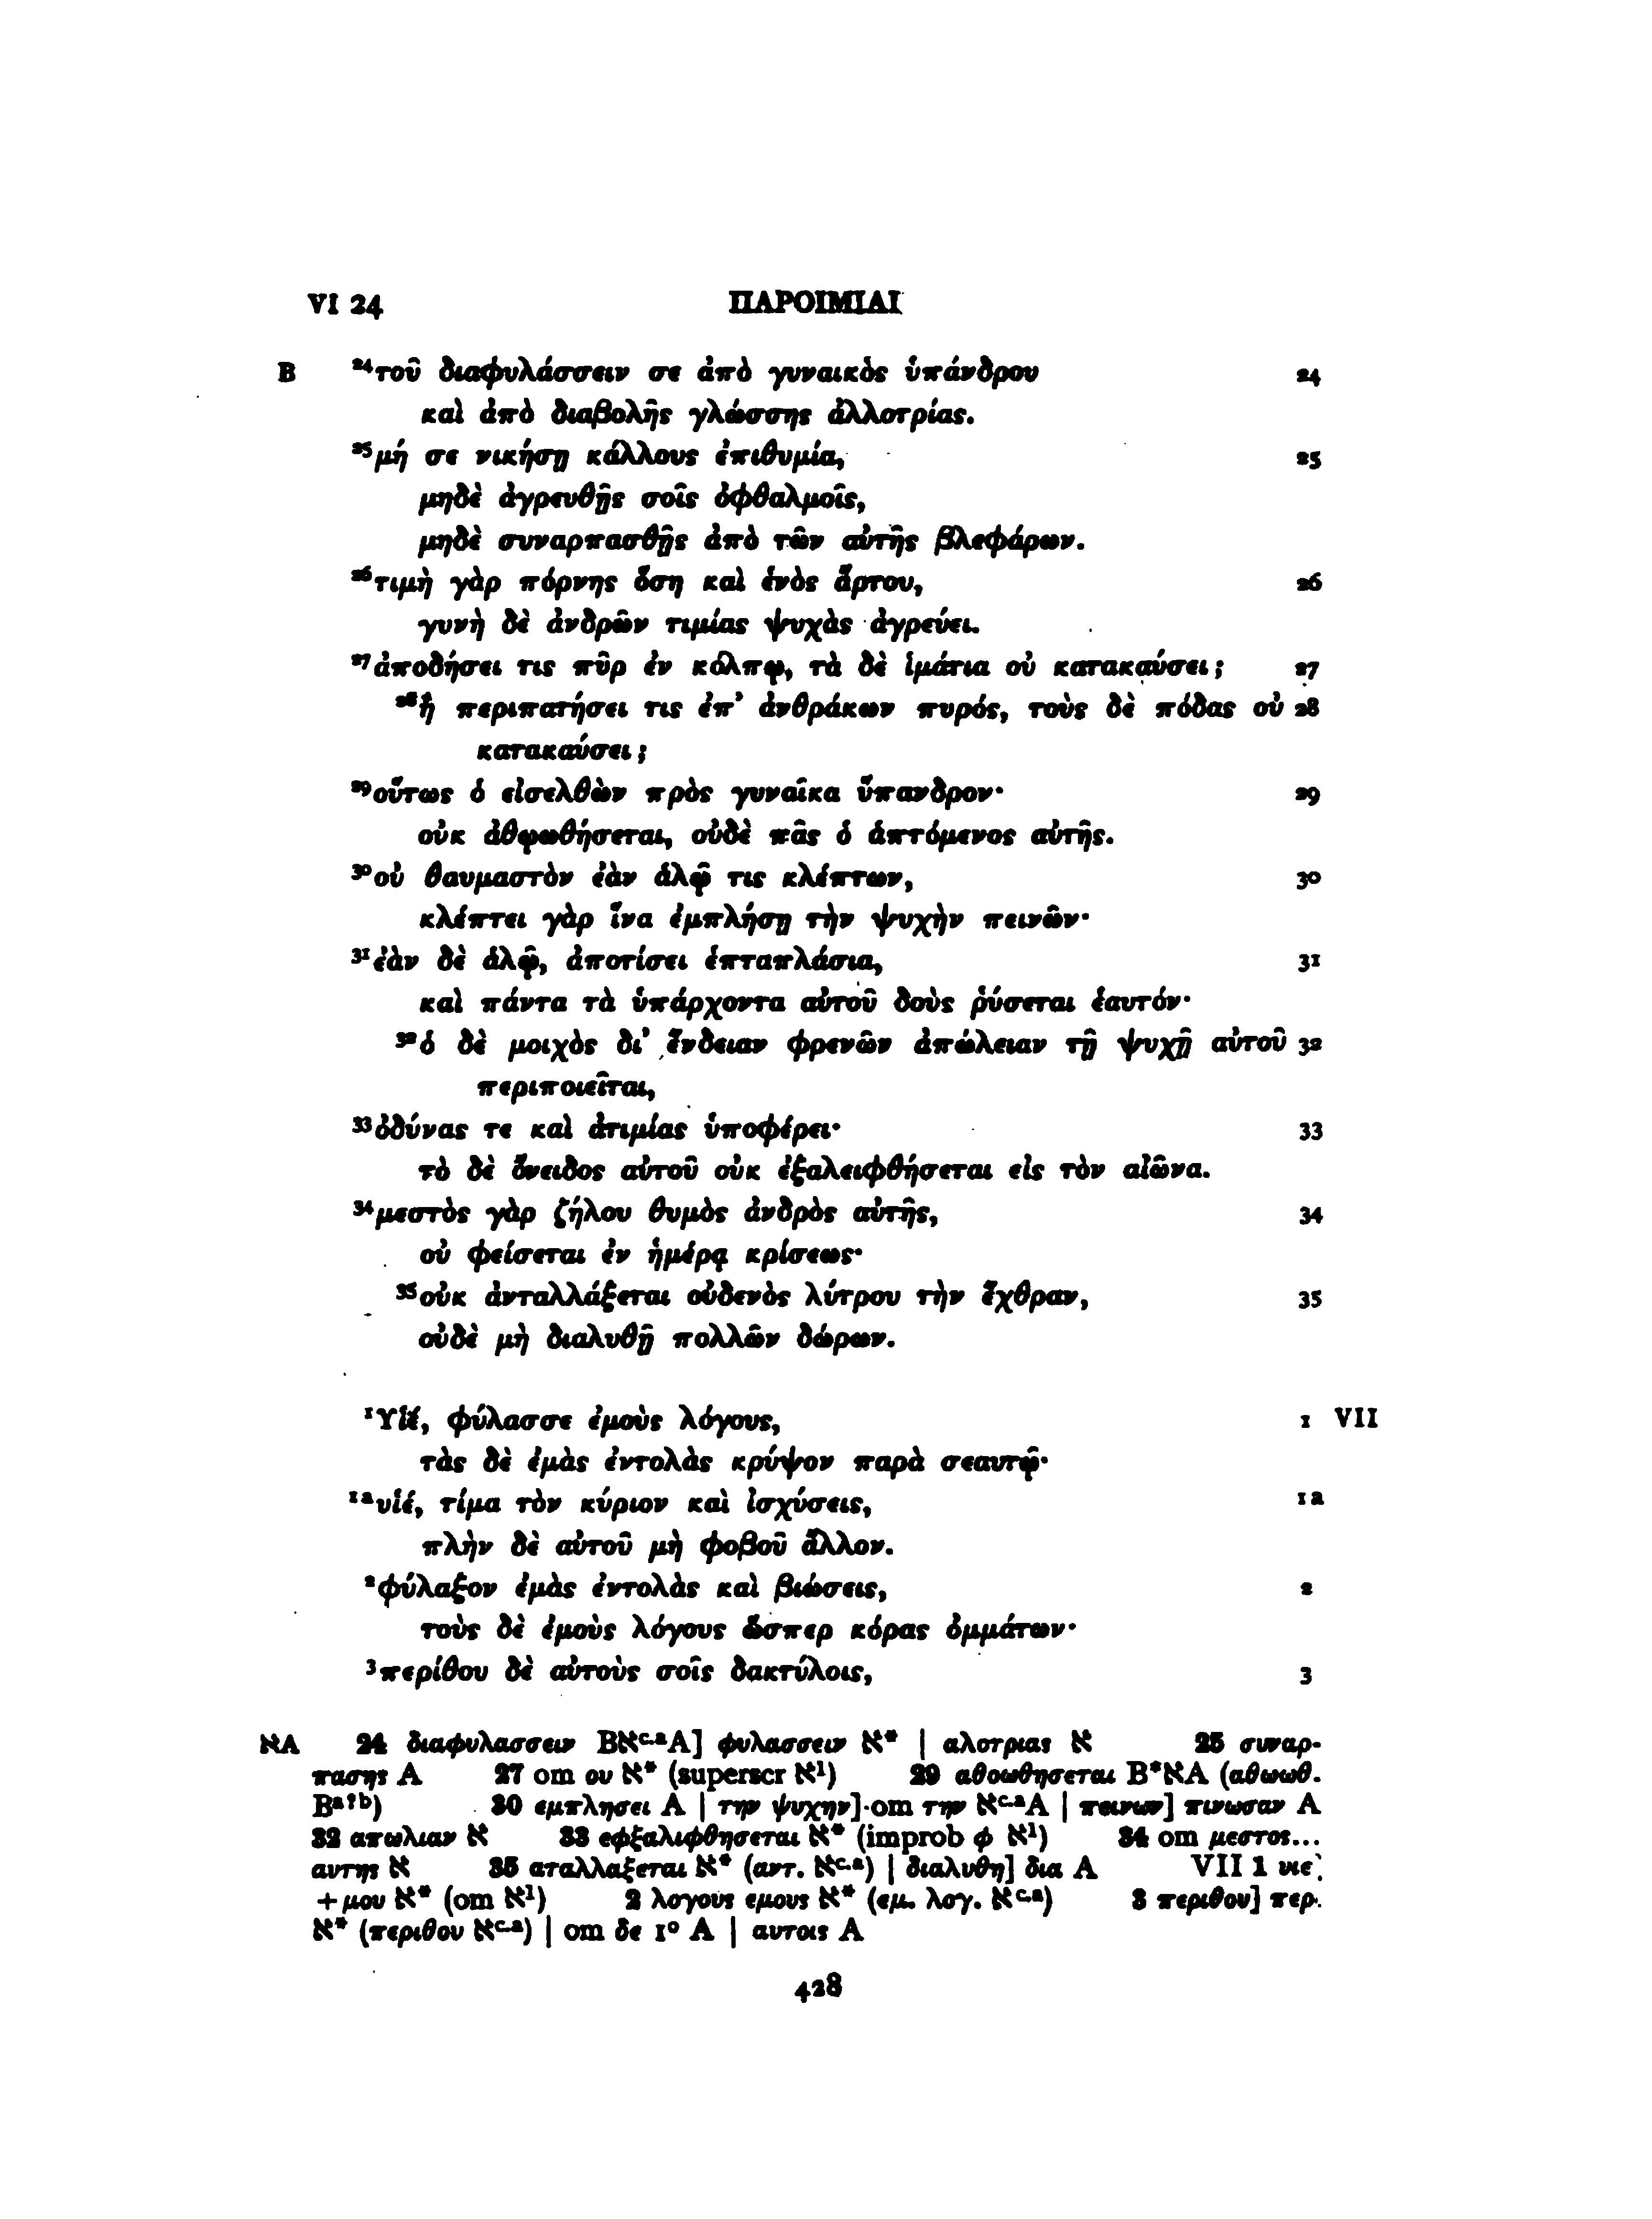 VI 24 ΠΑΡΟΙΜΙΑΙ
B ²⁴τοῦ διαφυλάσσειν σε ἀπὸ γυναικὸς ὑπάνδρου 24
καὶ ἀπὸ διαβολῆς γλώσσης ἀλλοτρίας.
²⁵μή σε νικήσῃ κάλλους ἐπιθυμία, 25
μηδὲ ἀγρευθῇς σοῖς ὀφθαλμοῖς,
μηδὲ συναρπασθῇς ἀπὸ τῶν αὐτῆς βλεφάρων.
²⁶τιμὴ γὰρ πόρνης ὅση καὶ ἑνὸς ἄρτου, 26
γυνὴ δὲ ἀνδρῶν τιμίας ψυχὰς ἀγρεύει.
²⁷ἀποδήσει τις πῦρ ἐν κόλπῳ, τὰ δὲ ἱμάτια οὐ κατακαύσει; 27
²⁸ἢ περιπατήσει τις ἐπ’ ἀνθράκων πυρός, τοὺς δὲ πόδας οὐ 28
κατακαύσει;
²⁹οὕτως ὁ εἰσελθὼν πρὸς γυναῖκα ὕπανδρον· 29
οὐκ ἀθῳωθήσεται, οὐδὲ πᾶς ὁ ἁπτόμενος αὐτῆς.
³⁰οὐ θαυμαστὸν ἐὰν ἁλῷ τις κλέπτων, 30
κλέπτει γὰρ ἵνα ἐμπλήσῃ τὴν ψυχὴν πεινῶν·
³¹ἐὰν δὲ ἁλῷ, ἀποτίσει ἑπταπλάσια, 31
καὶ πάντα τὰ ὑπάρχοντα αὐτοῦ δοὺς ῥύσεται ἑαυτόν·
³²ὁ δὲ μοιχὸς δι’ ἔνδειαν φρενῶν ἀπώλειαν τῇ ψυχῇ αὐτοῦ 32
περιποιεῖται,
³³ὀδύνας τε καὶ ἀτιμίας ὑποφέρει· 33
τὸ δὲ ὄνειδος αὐτοῦ οὐκ ἐξαλειφθήσεται εἰς τὸν αἰῶνα.
³⁴μεστὸς γὰρ ζήλου θυμὸς ἀνδρὸς αὐτῆς, 34
οὐ φείσεται ἐν ἡμέρᾳ κρίσεως·
³⁵οὐκ ἀνταλλάξεται οὐδενὸς λύτρου τὴν ἔχθραν, 35
οὐδὲ μὴ διαλυθῇ πολλῶν δώρων.
¹Υἱέ, φύλασσε ἐμοὺς λόγους, 1 VII
τὰς δὲ ἐμὰς ἐντολὰς κρύψον παρὰ σεαυτῷ·
¹ᵃυἱέ, τίμα τὸν κύριον καὶ ἰσχύσεις, 1 a
πλὴν δὲ αὐτοῦ μὴ φοβοῦ ἄλλον.
²φύλαξον ἐμὰς ἐντολὰς καὶ βιώσεις, 2
τοὺς δὲ ἐμοὺς λόγους ὥσπερ κόρας ὀμμάτων·
³περίθου δὲ αὐτοὺς σοῖς δακτύλοις, 3
אA 24 διαφυλασσειν Bאᶜ·ᵃA] φυλασσειν א* | αλοτριας א 25 συναρ-
πασης A 27 om ου א* (superscr א¹) 29 αθοωθησεται B*אA (αθωωθ.
Bᵃ?ᵇ) 30 εμπλησει A | την ψυχην] om την אᶜ·ᵃA | πεινων] πινωσαν A
32 απωλιαν א 33 εφξαλιφθησεται א* (improb φ א¹) 34 om μεστος...
αυτης א 35 αταλλαξεται א* (αντ. אᶜ·ᵃ) | διαλυθη] δια A VII 1 υιε]
+μου א* (om א¹) 2 λογους εμους א* (εμ. λογ. אᶜ·ᵃ) 3 περιθου] περ.
א* (περιθου אᶜ·ᵃ) | om δε 1º A | αυτοις A
428